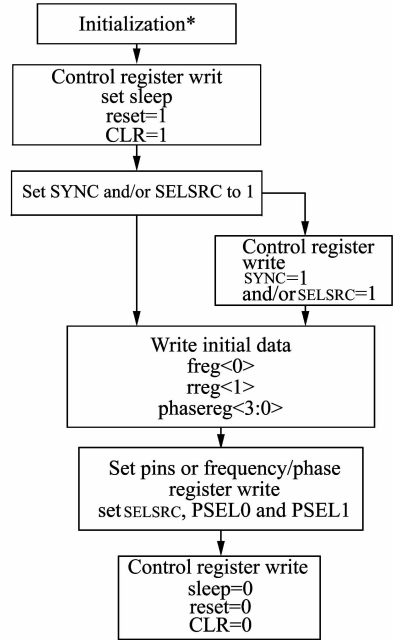 Initialization*
Control register writ
set sleep
reset=1
CLR=1
Set SYNC and/or SELSRC to 1
Control register
write
SYNC=1
and/or SELSRC=1
Write initial data
freg<0>
rreg<1>
phasereg<3:0>
Set pins or frequency/phase
register write
set SELSRC, PSEL0 and PSEL1
Control register write
sleep=0
reset=0
CLR=0